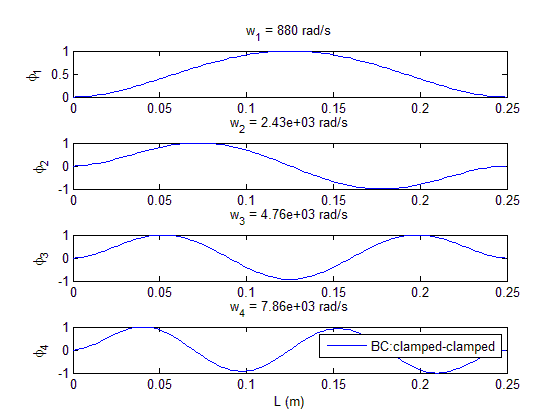 w1 = 880 rad/s
1
0.5
0
ϕ1
0 0.05 0.1 0.15 0.2 0.25
w2 = 2.43e+03 rad/s
1
0
-1
ϕ2
0 0.05 0.1 0.15 0.2 0.25
w3 = 4.76e+03 rad/s
1
0
-1
ϕ3
0 0.05 0.1 0.15 0.2 0.25
w4 = 7.86e+03 rad/s
1
0
-1
ϕ4
BC:clamped-clamped
0 0.05 0.1 0.15 0.2 0.25
L (m)